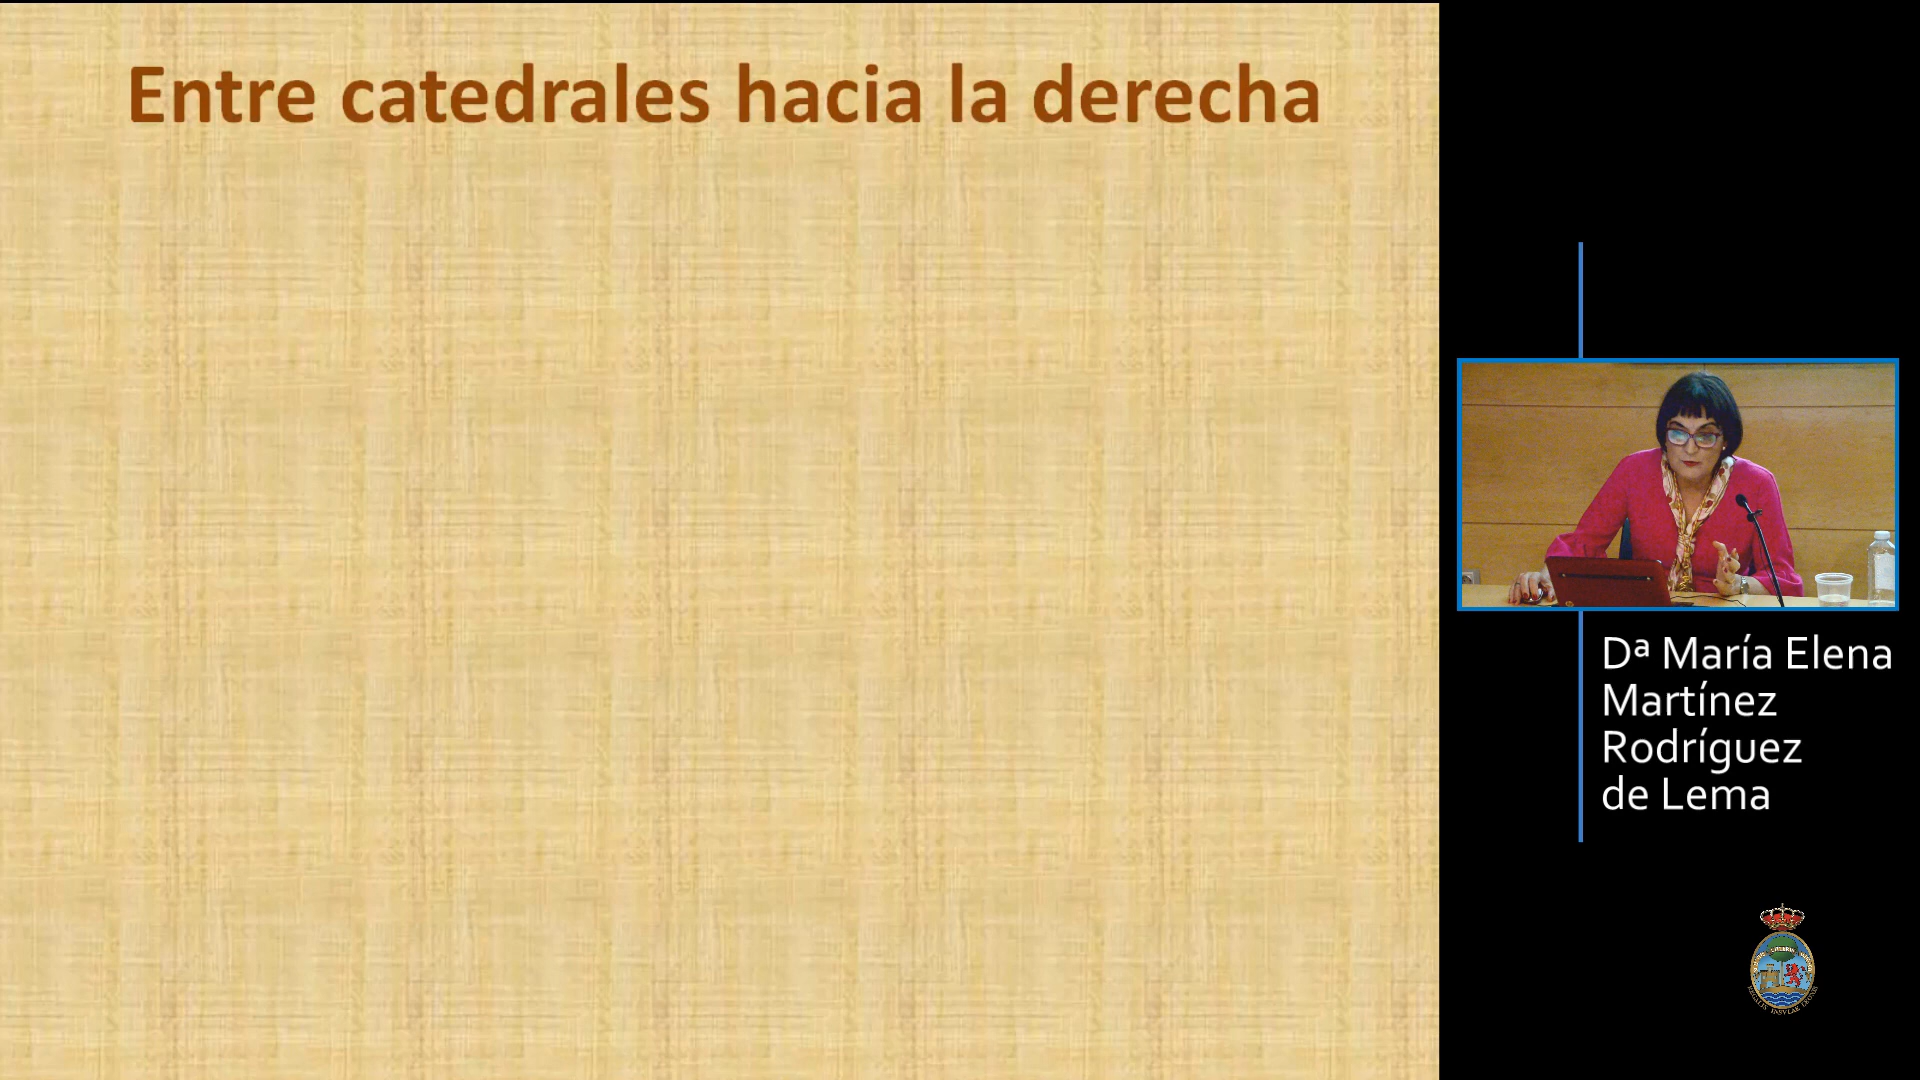 Entre catedrales hacia la derecha
Dª María Elena
Martínez
Rodríguez
de Lema